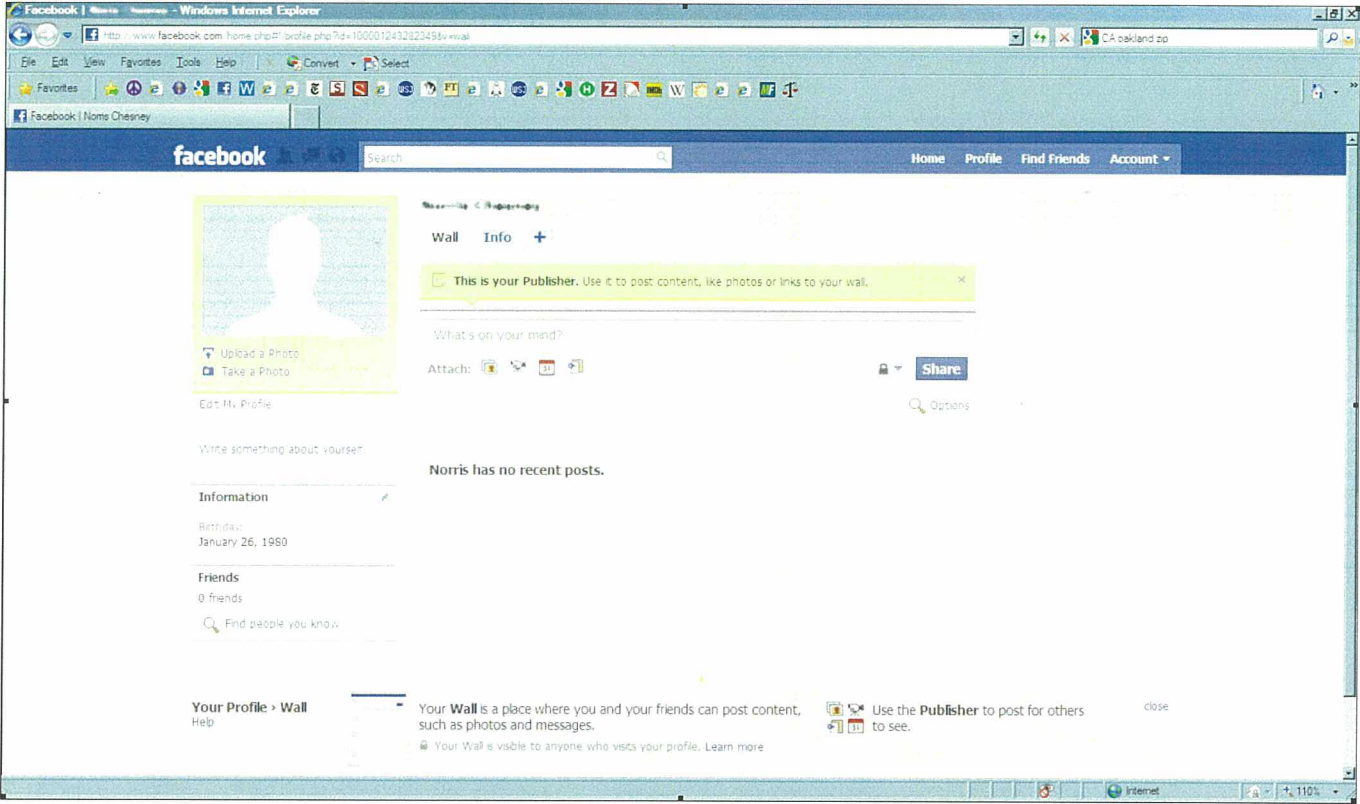 Facebook | - Windows Internet Explorer
http://www.facebook.com/home.php#!/profile.php?id=100001243282349&v=wall
CA oakland zip
File Edit View Favorites Tools Help Convert Select
Favorites
Facebook | Noms Chesney
facebook Search Home Profile Find Friends Account
Wall Info +
This is your Publisher. Use it to post content, like photos or links to your wall.
What's on your mind?
Upload a Photo
Take a Photo
Attach: 31 Share
Edit My Profile
Options
Write something about yourself
Norris has no recent posts.
Information
Birthday:
January 26, 1980
Friends
0 friends
Find people you know
Your Profile > Wall
Help
Your Wall is a place where you and your friends can post content,
such as photos and messages.
Your Wall is visible to anyone who visits your profile. Learn more
Use the Publisher to post for others
to see.
close
Internet 110%